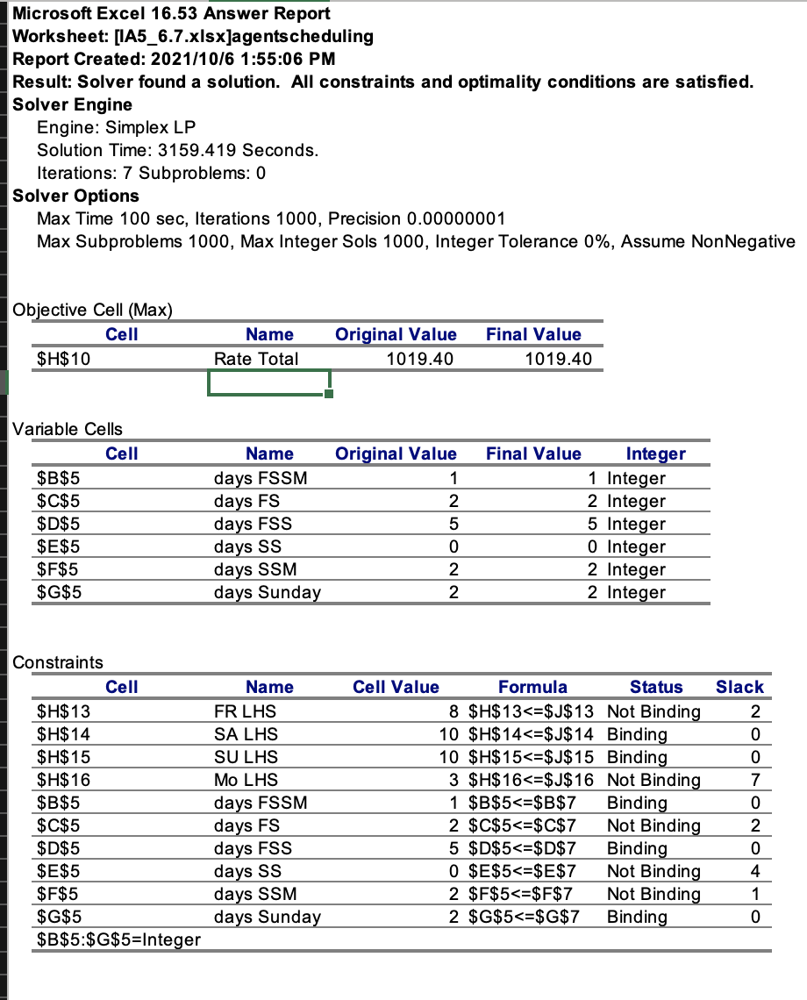 Microsoft Excel 16.53 Answer Report
Worksheet: [IA5_6.7.xlsx]agentscheduling
Report Created: 2021/10/6 1:55:06 PM
Result: Solver found a solution.  All constraints and optimality conditions are satisfied.
Solver Engine
Engine: Simplex LP
Solution Time: 3159.419 Seconds.
Iterations: 7 Subproblems: 0
Solver Options
Max Time 100 sec, Iterations 1000, Precision 0.00000001
Max Subproblems 1000, Max Integer Sols 1000, Integer Tolerance 0%, Assume NonNegative
Objective Cell (Max)
Cell Name Original Value Final Value
$H$10 Rate Total 1019.40 1019.40
Variable Cells
Cell Name Original Value Final Value Integer
$B$5 days FSSM 1 1 Integer
$C$5 days FS 2 2 Integer
$D$5 days FSS 5 5 Integer
$E$5 days SS 0 0 Integer
$F$5 days SSM 2 2 Integer
$G$5 days Sunday 2 2 Integer
Constraints
Cell Name Cell Value Formula Status Slack
$H$13 FR LHS 8 $H$13<=$J$13 Not Binding 2
$H$14 SA LHS 10 $H$14<=$J$14 Binding 0
$H$15 SU LHS 10 $H$15<=$J$15 Binding 0
$H$16 Mo LHS 3 $H$16<=$J$16 Not Binding 7
$B$5 days FSSM 1 $B$5<=$B$7 Binding 0
$C$5 days FS 2 $C$5<=$C$7 Not Binding 2
$D$5 days FSS 5 $D$5<=$D$7 Binding 0
$E$5 days SS 0 $E$5<=$E$7 Not Binding 4
$F$5 days SSM 2 $F$5<=$F$7 Not Binding 1
$G$5 days Sunday 2 $G$5<=$G$7 Binding 0
$B$5:$G$5=Integer